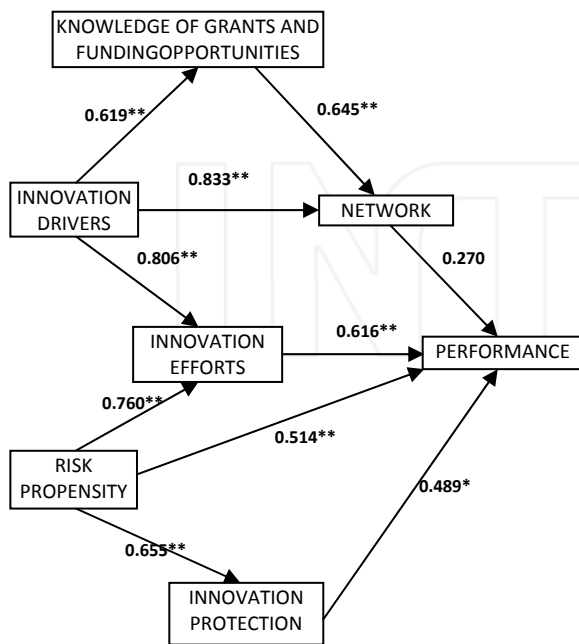 KNOWLEDGE OF GRANTS AND
FUNDINGOPPORTUNITIES
0.619**
0.645**
INNOVATION
DRIVERS
0.833**
NETWORK
0.806**
0.270
INNOVATION
EFFORTS
0.616**
PERFORMANCE
0.760**
0.514**
RISK
PROPENSITY
0.489*
0.655**
INNOVATION
PROTECTION
INT